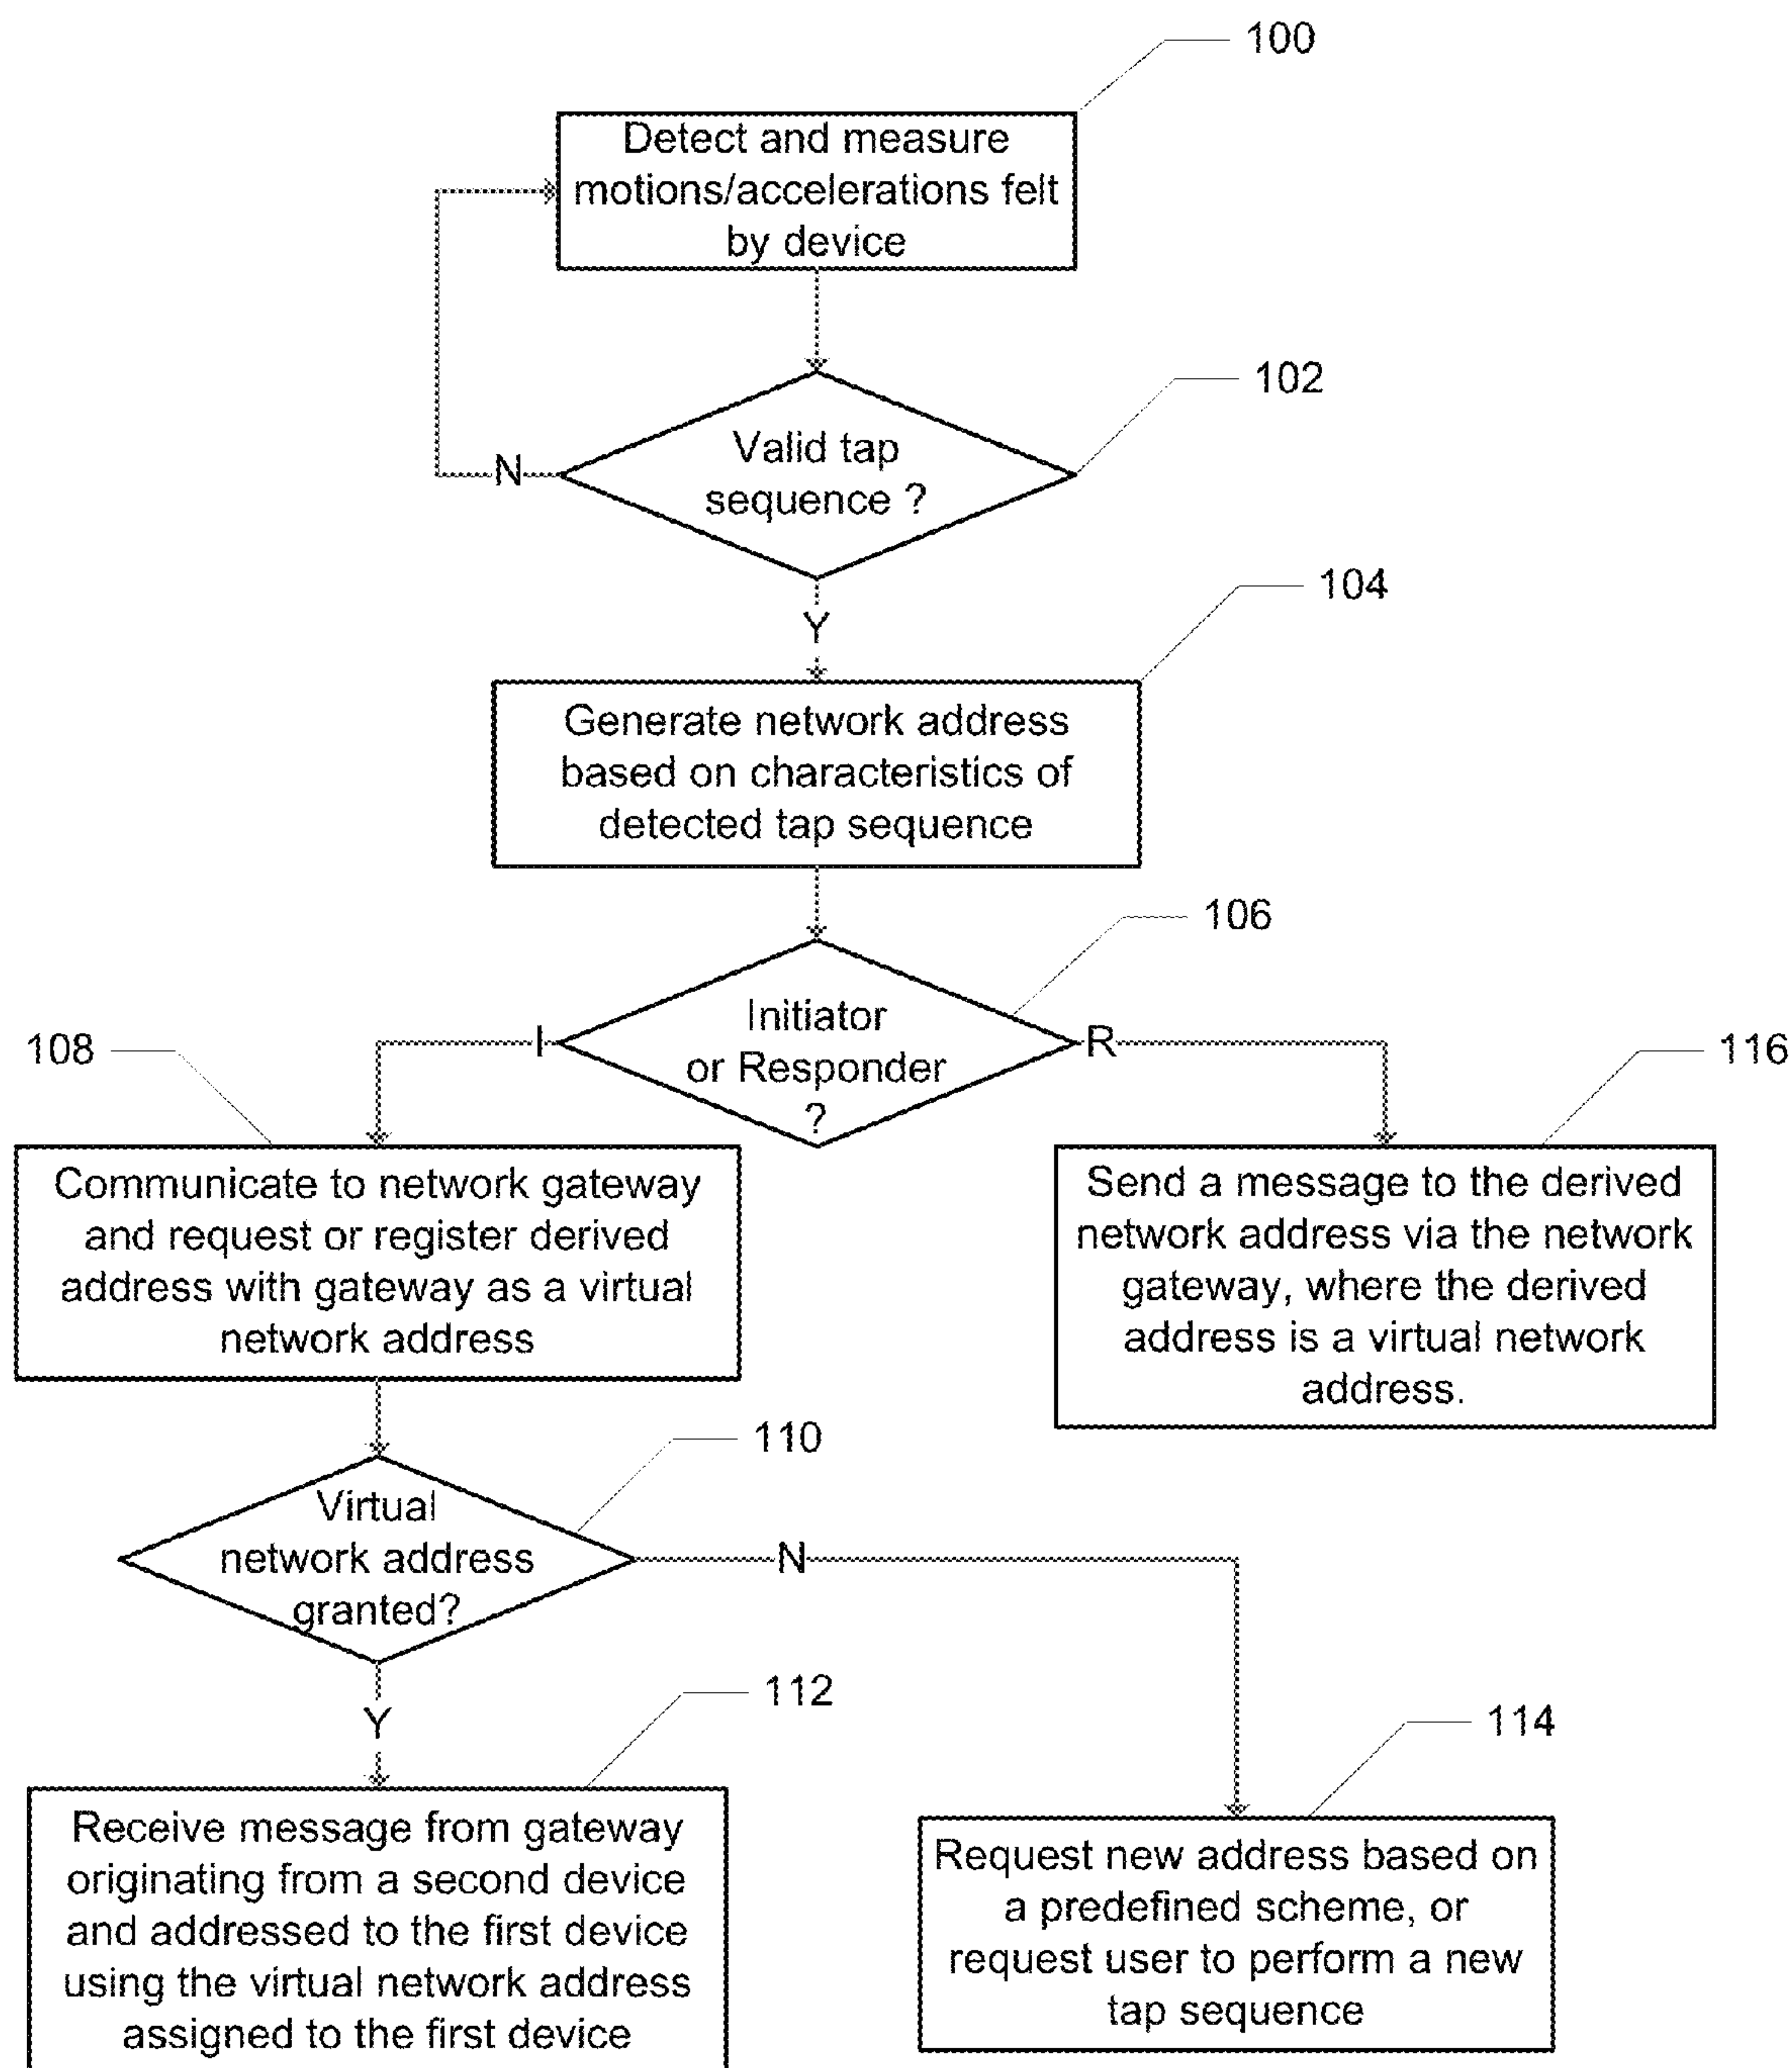 100
Detect and measure
motions/accelerations felt
by device
102
Valid tap
sequence ?
N
Y
104
Generate network address
based on characteristics of
detected tap sequence
106
Initiator
or Responder
?
I
R
108
Communicate to network gateway
and request or register derived
address with gateway as a virtual
network address
116
Send a message to the derived
network address via the network
gateway, where the derived
address is a virtual network
address.
110
Virtual
network address
granted?
N
Y
112
Receive message from gateway
originating from a second device
and addressed to the first device
using the virtual network address
assigned to the first device
114
Request new address based on
a predefined scheme, or
request user to perform a new
tap sequence